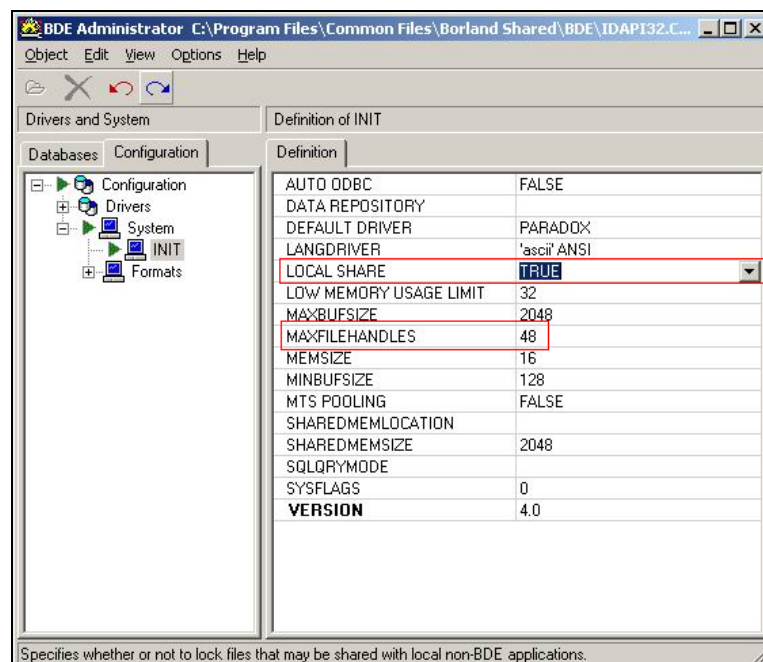 BDE Administrator C:\Program Files\Common Files\Borland Shared\BDE\IDAPI32.C...
Object Edit View Options Help
Drivers and System
Definition of INIT
Databases Configuration
Definition
Configuration
Drivers
System
INIT
Formats
AUTO ODBC FALSE
DATA REPOSITORY
DEFAULT DRIVER PARADOX
LANGDRIVER 'ascii' ANSI
LOCAL SHARE TRUE
LOW MEMORY USAGE LIMIT 32
MAXBUFSIZE 2048
MAXFILEHANDLES 48
MEMSIZE 16
MINBUFSIZE 128
MTS POOLING FALSE
SHAREDMEMLOCATION
SHAREDMEMSIZE 2048
SQLQRYMODE
SYSFLAGS 0
VERSION 4.0
Specifies whether or not to lock files that may be shared with local non-BDE applications.